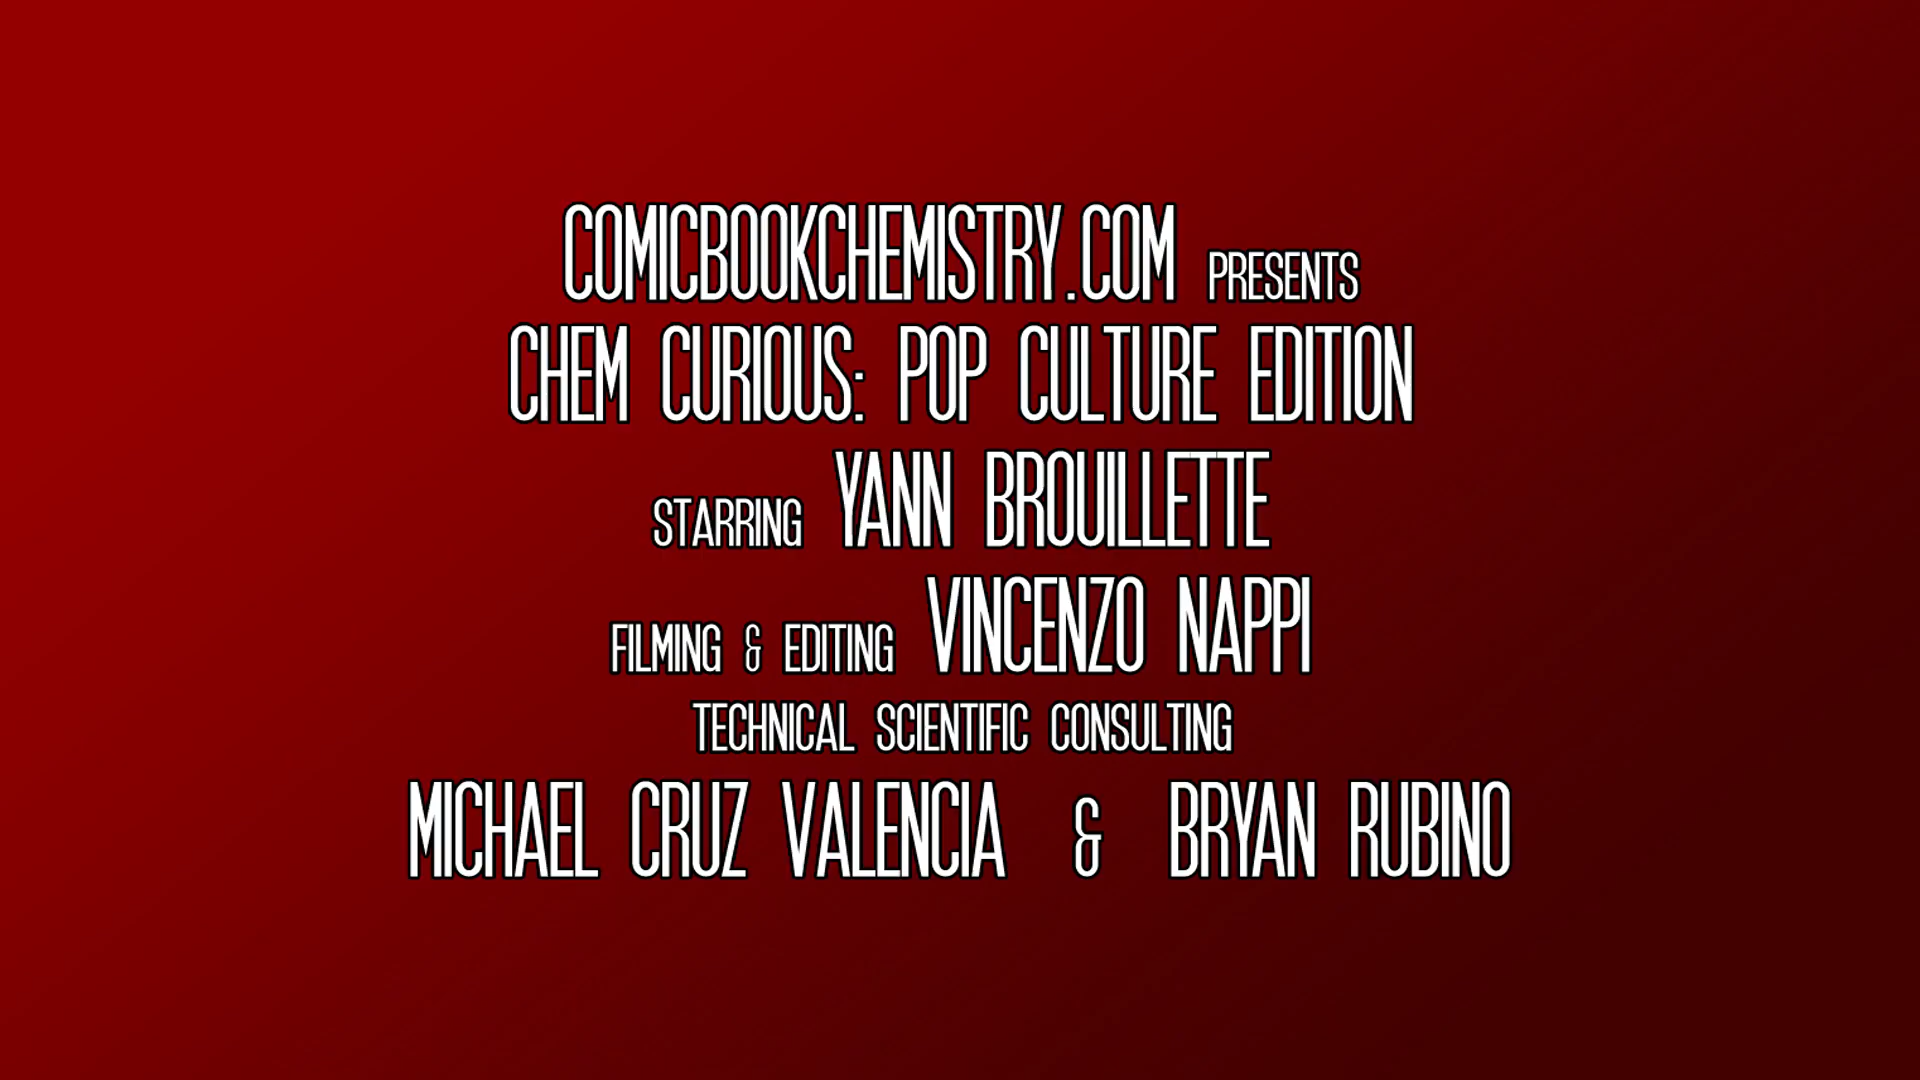 COMICBOOKCHEMISTRY.COM PRESENTS
CHEM CURIOUS: POP CULTURE EDITION
STARRING YANN BROUILLETTE
FILMING & EDITING VINCENZO NAPPI
TECHNICAL SCIENTIFIC CONSULTING
MICHAEL CRUZ VALENCIA & BRYAN RUBINO